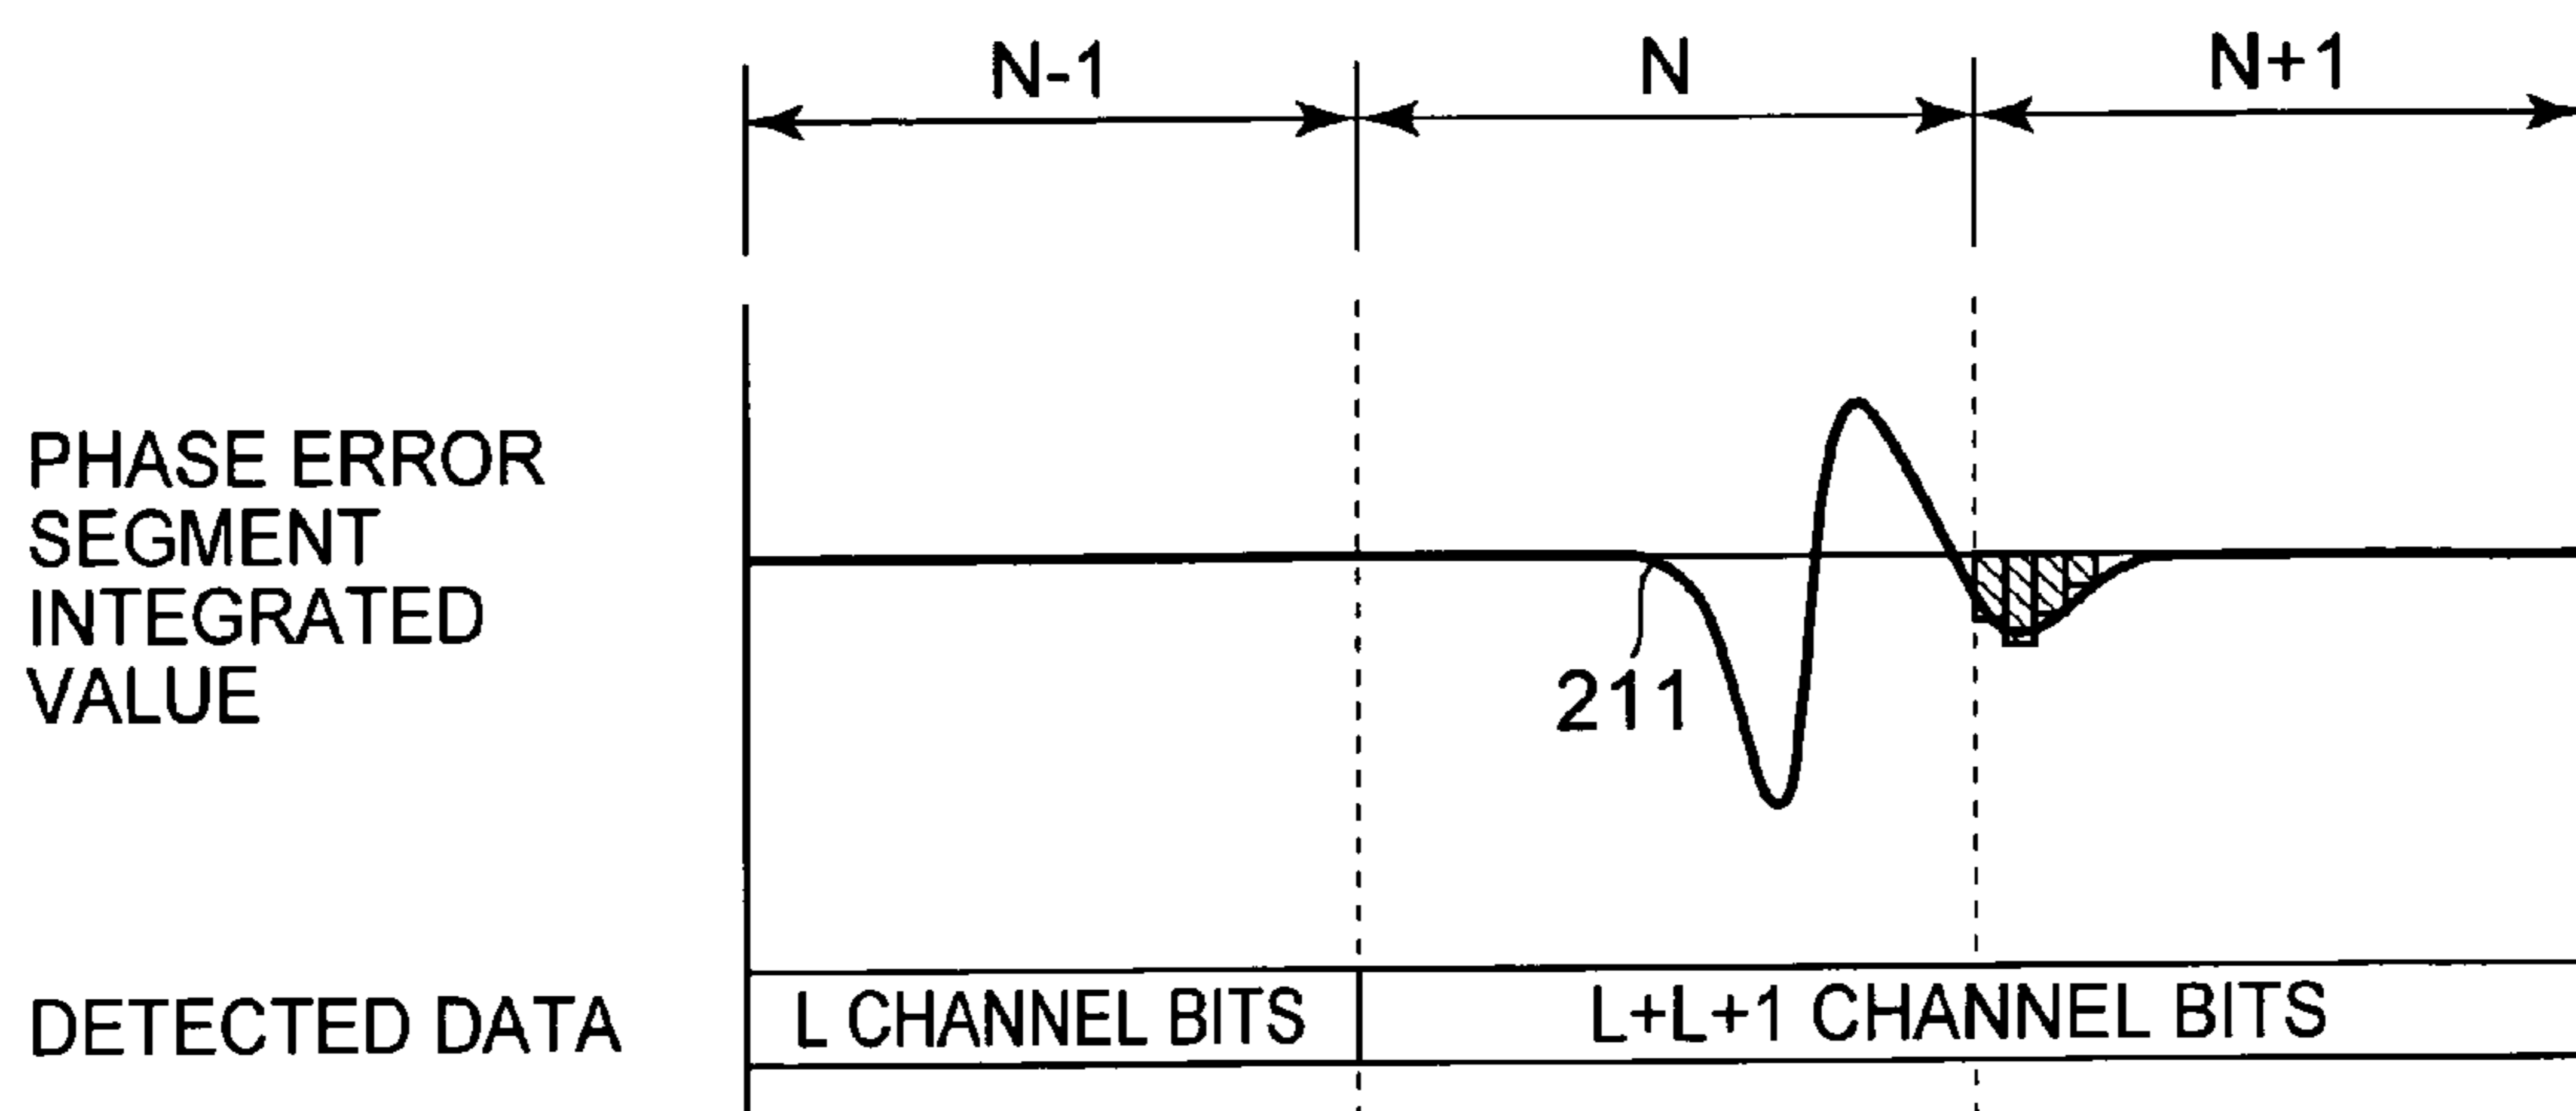 N-1
N
N+1
PHASE ERROR
SEGMENT
INTEGRATED
VALUE
211
DETECTED DATA
L CHANNEL BITS
L+L+1 CHANNEL BITS